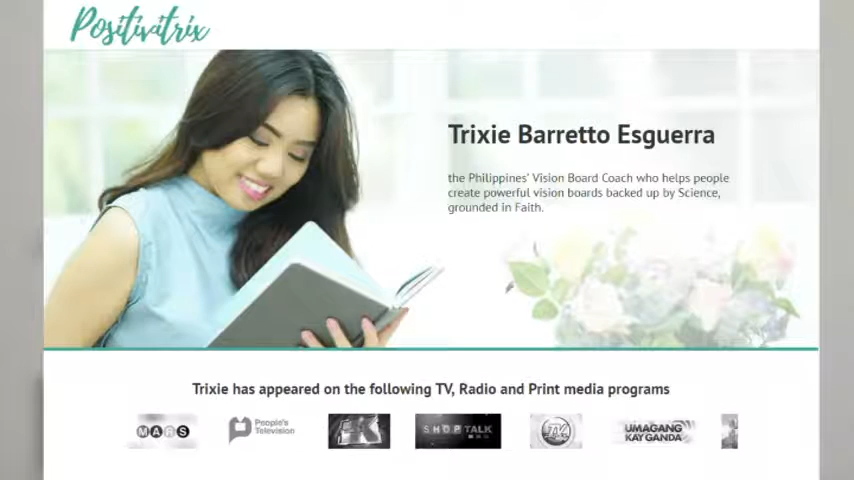 Positivitrix
Trixie Barretto Esguerra
the Philippines' Vision Board Coach who helps people
create powerful vision boards backed up by Science,
grounded in Faith.
Trixie has appeared on the following TV, Radio and Print media programs
MARS
People's
Television
SHOP TALK
TV
UMAGANG
KAY GANDA